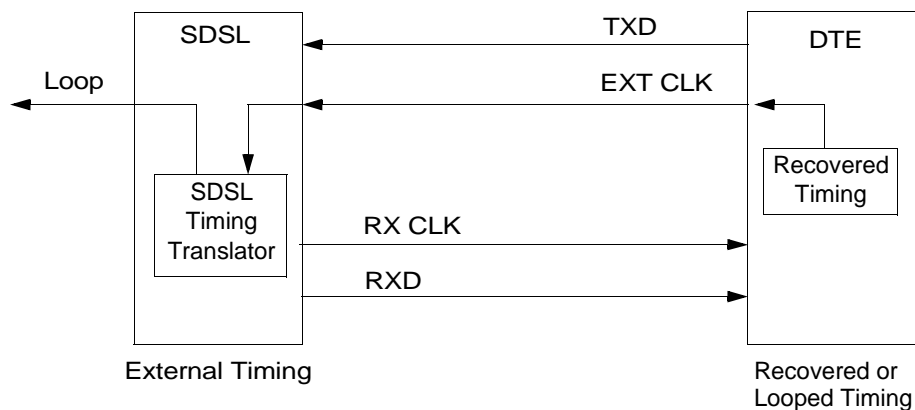 SDSL
TXD
DTE
Loop
EXT CLK
SDSL
Timing
Translator
Recovered
Timing
RX CLK
RXD
External Timing
Recovered or
Looped Timing